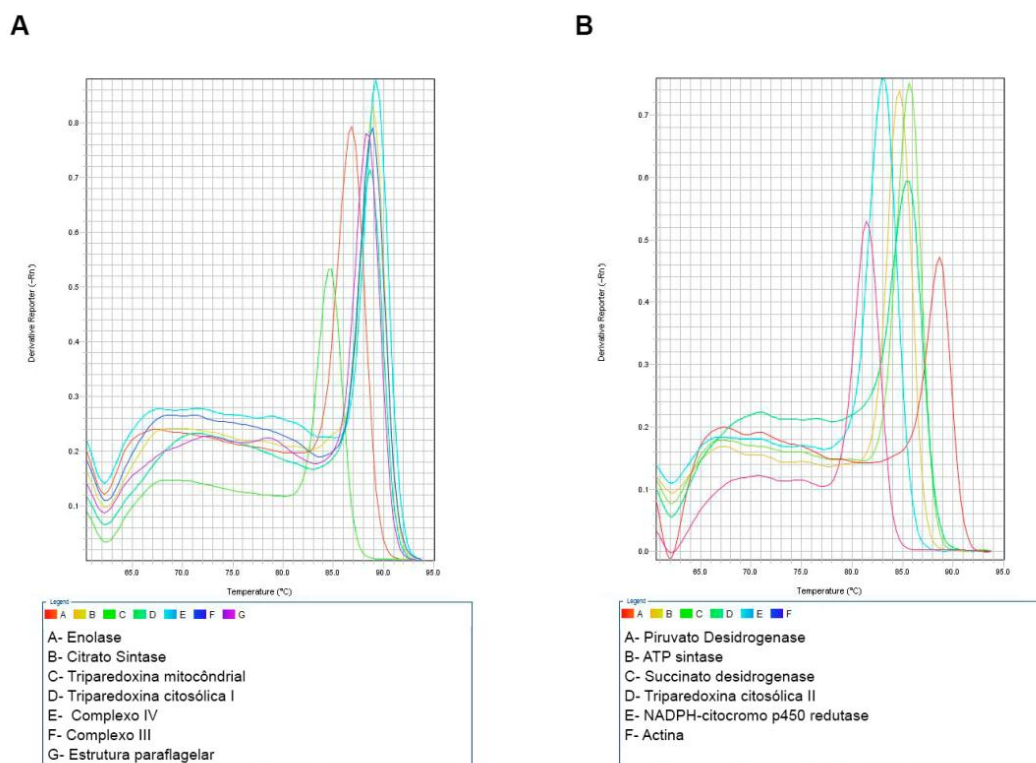 A
B
0.8
0.7
0.6
0.5
0.4
0.3
0.2
0.1
Derivative Reporter (-Rn')
65.0 70.0 75.0 80.0 85.0 90.0 95.0
Temperature (°C)
Legend
A B C D E F G
A- Enolase
B- Citrato Sintase
C- Triparedoxina mitocôndrial
D- Triparedoxina citosólica I
E- Complexo IV
F- Complexo III
G- Estrutura paraflagelar
0.7
0.6
0.5
0.4
0.3
0.2
0.1
0.0
Derivative Reporter (-Rn')
65.0 70.0 75.0 80.0 85.0 90.0 95.0
Temperature (°C)
Legend
A B C D E F
A- Piruvato Desidrogenase
B- ATP sintase
C- Succinato desidrogenase
D- Triparedoxina citosólica II
E- NADPH-citocromo p450 redutase
F- Actina